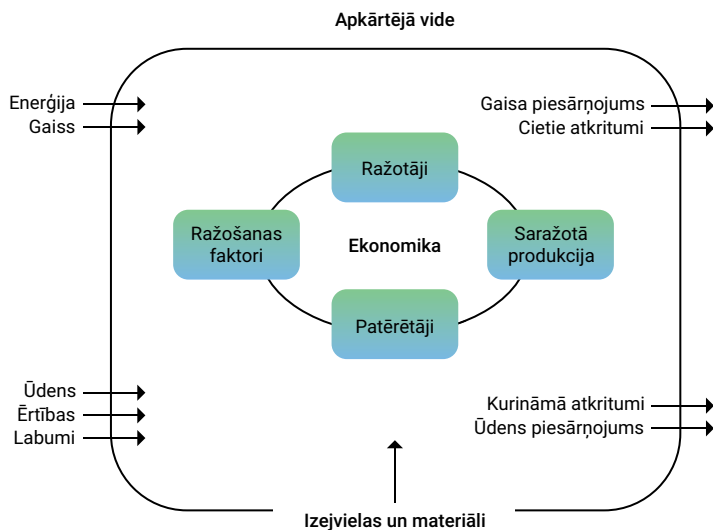 Apkārtējā vide
Enerģija
Gaiss
Gaisa piesārņojums
Cietie atkritumi
Ražotāji
Ražošanas
faktori
Ekonomika
Saražotā
produkcija
Patērētāji
Ūdens
Ērtības
Labumi
Kurināmā atkritumi
Ūdens piesārņojums
Izejvielas un materiāli